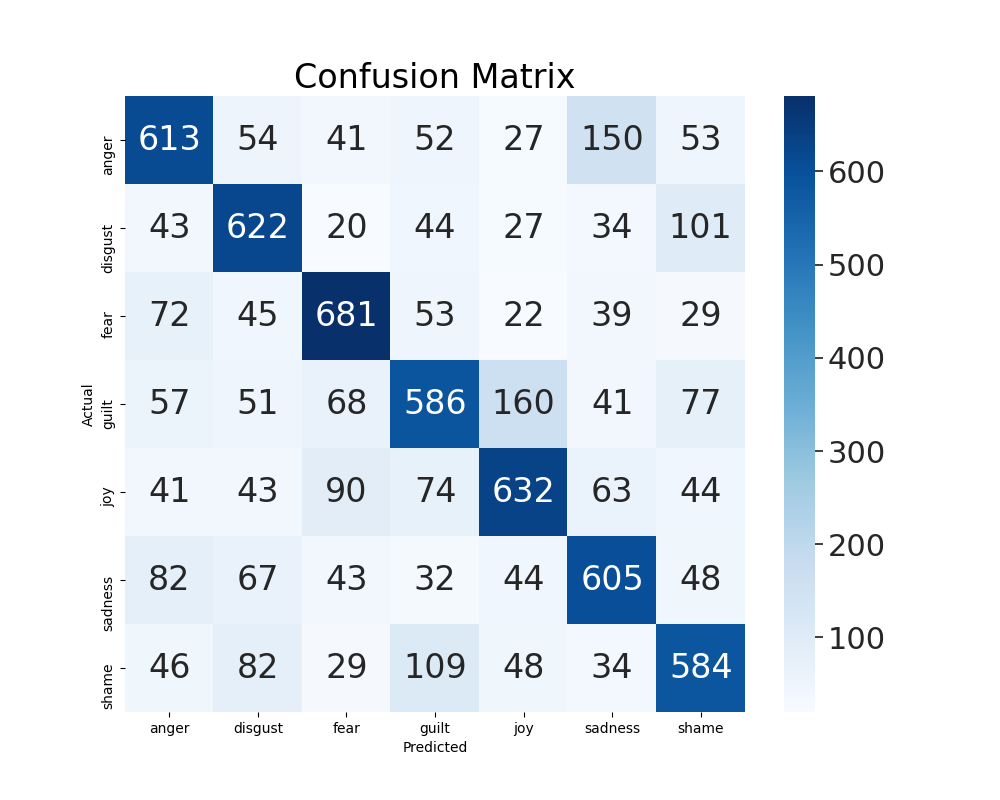 Confusion Matrix
anger 613 54 41 52 27 150 53
disgust 43 622 20 44 27 34 101
fear 72 45 681 53 22 39 29
Actual
guilt 57 51 68 586 160 41 77
joy 41 43 90 74 632 63 44
sadness 82 67 43 32 44 605 48
shame 46 82 29 109 48 34 584
anger disgust fear guilt joy sadness shame
Predicted
600
500
400
300
200
100